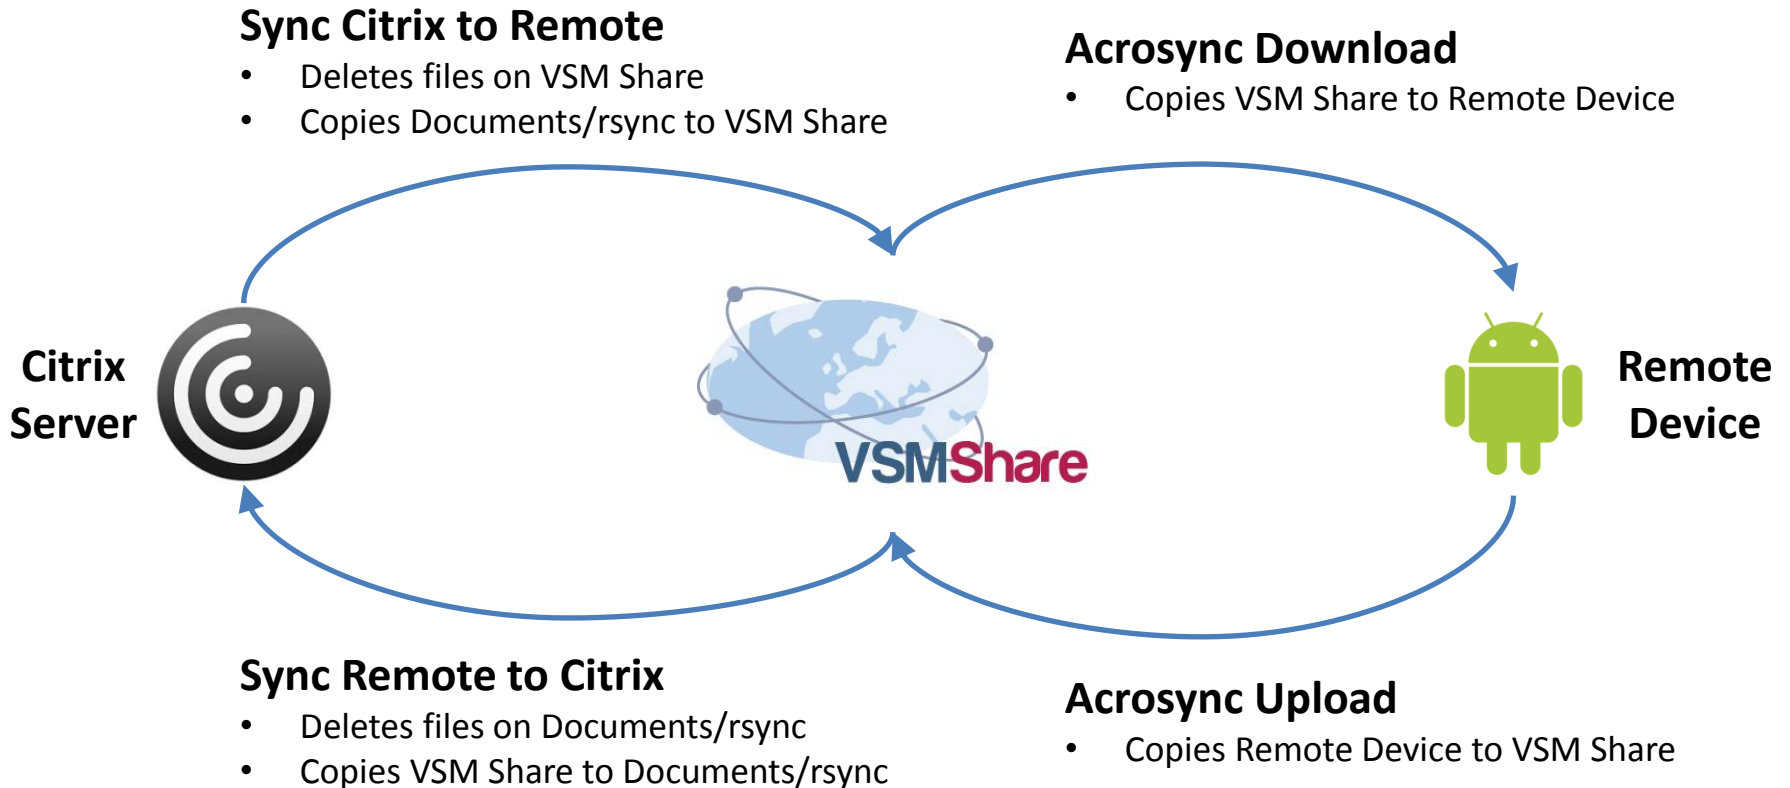 Sync Citrix to Remote
• Deletes files on VSM Share
• Copies Documents/rsync to VSM Share
Acrosync Download
• Copies VSM Share to Remote Device
Citrix
Server
VSMShare
Remote
Device
Sync Remote to Citrix
• Deletes files on Documents/rsync
• Copies VSM Share to Documents/rsync
Acrosync Upload
• Copies Remote Device to VSM Share